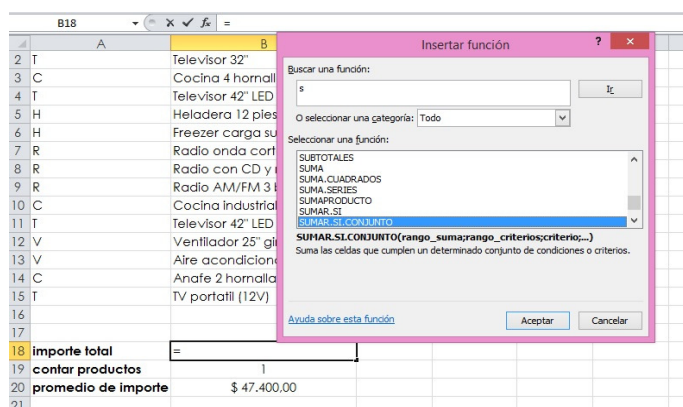 B18 fx =
A B
2 T Televisor 32"
3 C Cocina 4 hornall
4 T Televisor 42" LED
5 H Heladera 12 pies
6 H Freezer carga su
7 R Radio onda cort
8 R Radio con CD y
9 R Radio AM/FM 3
10 C Cocina industrial
11 T Televisor 42" LED
12 V Ventilador 25" gi
13 V Aire acondicion
14 C Anafe 2 hornalla
15 T TV portatil (12V)
16
17
18 importe total =
19 contar productos 1
20 promedio de importe $ 47.400,00
21
Insertar función ? ×
Buscar una función:
s Ir
O seleccionar una categoría: Todo
Seleccionar una función:
SUBTOTALES
SUMA
SUMA.CUADRADOS
SUMA.SERIES
SUMAPRODUCTO
SUMAR.SI
SUMAR.SI.CONJUNTO
SUMAR.SI.CONJUNTO(rango_suma;rango_criterios;criterio;...)
Suma las celdas que cumplen un determinado conjunto de condiciones o criterios.
Ayuda sobre esta función Aceptar Cancelar